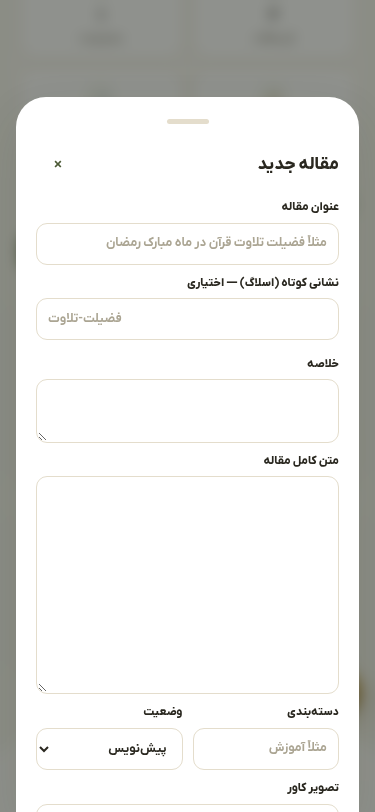 مقاله جدید
×
عنوان مقاله
مثلاً فضیلت تلاوت قرآن در ماه مبارک رمضان
نشانی کوتاه (اسلاگ) — اختیاری
فضیلت-تلاوت
خلاصه
متن کامل مقاله
دسته‌بندی
وضعیت
مثلاً آموزش
پیش‌نویس
تصویر کاور